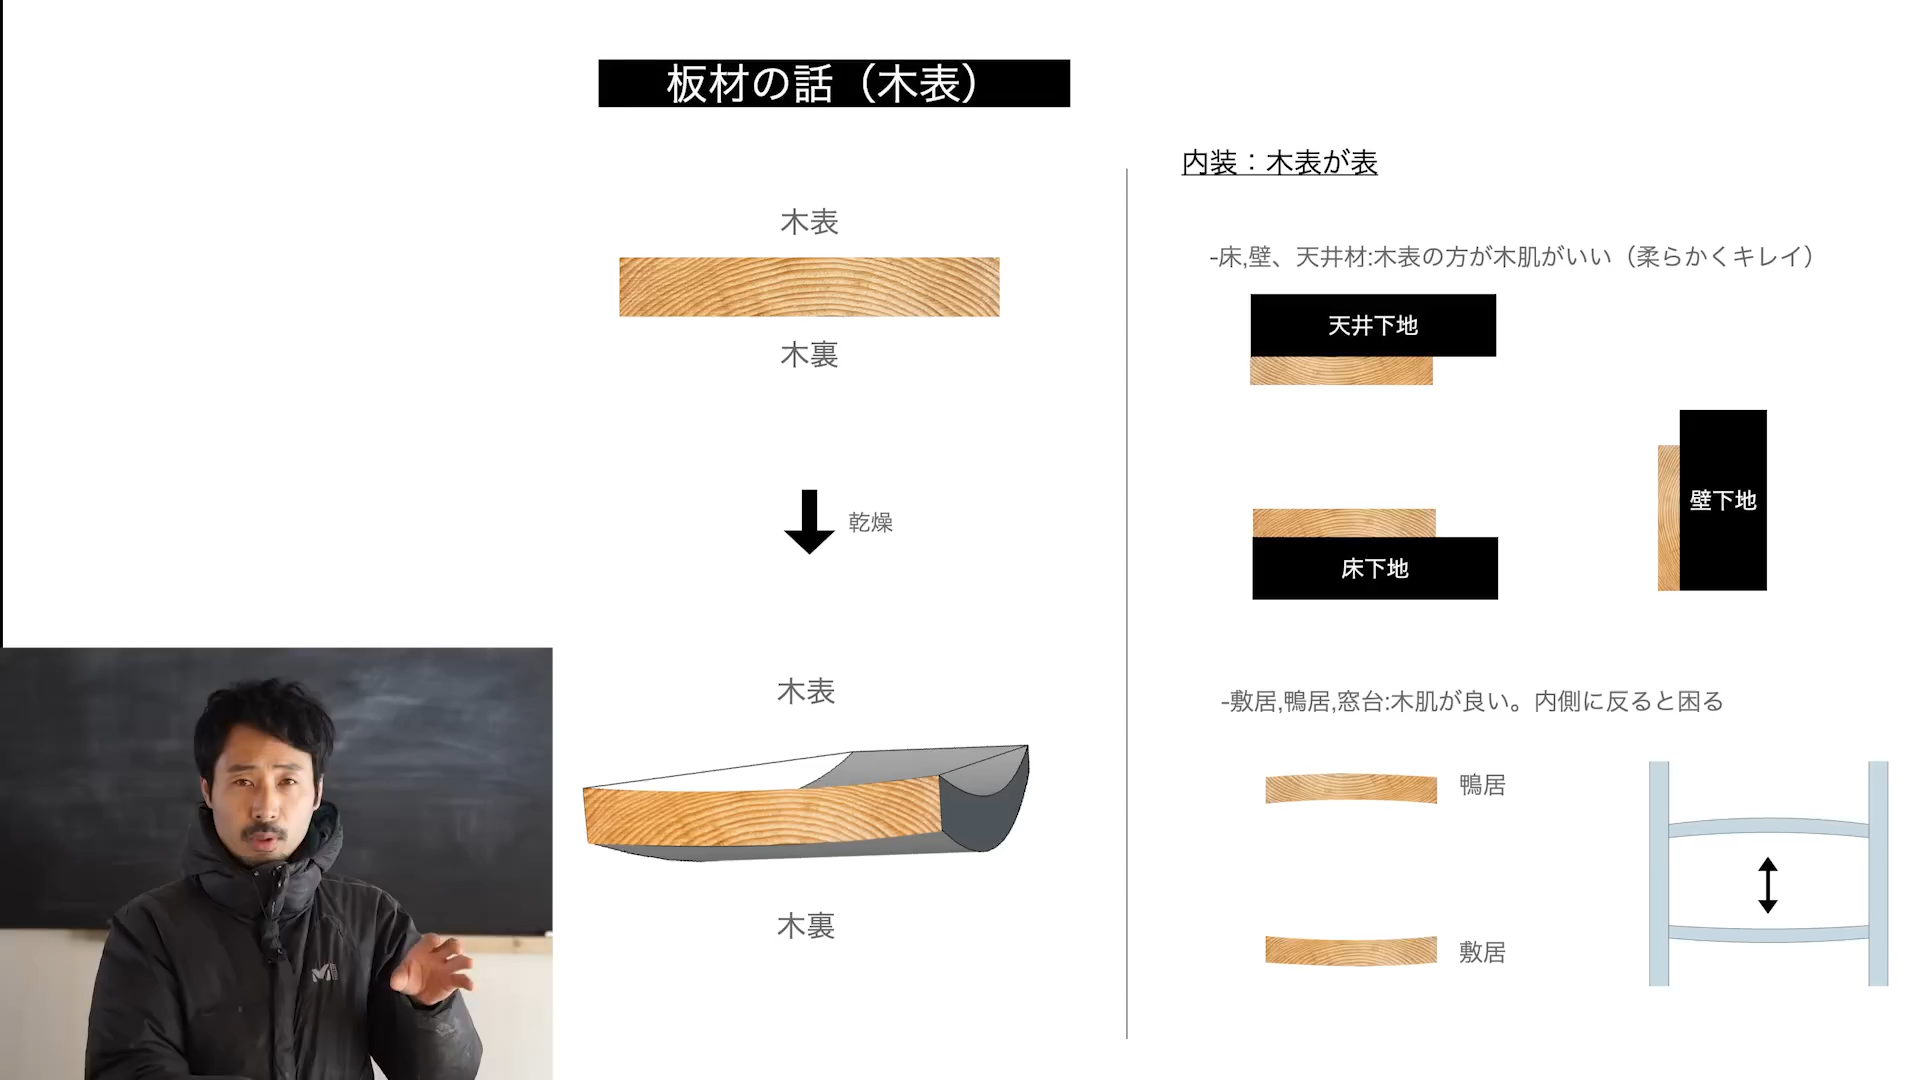 板材の話（木表）
木表
木裏
乾燥
木表
木裏
内装：木表が表
-床,壁、天井材:木表の方が木肌がいい（柔らかくキレイ）
天井下地
壁下地
床下地
-敷居,鴨居,窓台:木肌が良い。内側に反ると困る
鴨居
敷居
M